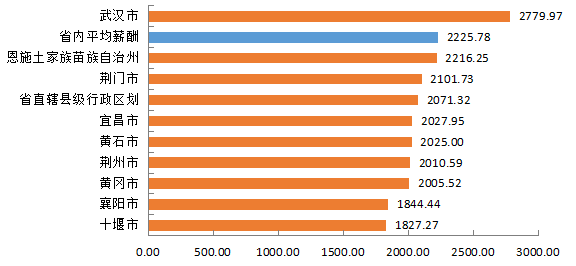 武汉市 2779.97
省内平均薪酬 2225.78
恩施土家族苗族自治州 2216.25
荆门市 2101.73
省直辖县级行政区划 2071.32
宜昌市 2027.95
黄石市 2025.00
荆州市 2010.59
黄冈市 2005.52
襄阳市 1844.44
十堰市 1827.27
0.00 500.00 1000.00 1500.00 2000.00 2500.00 3000.00